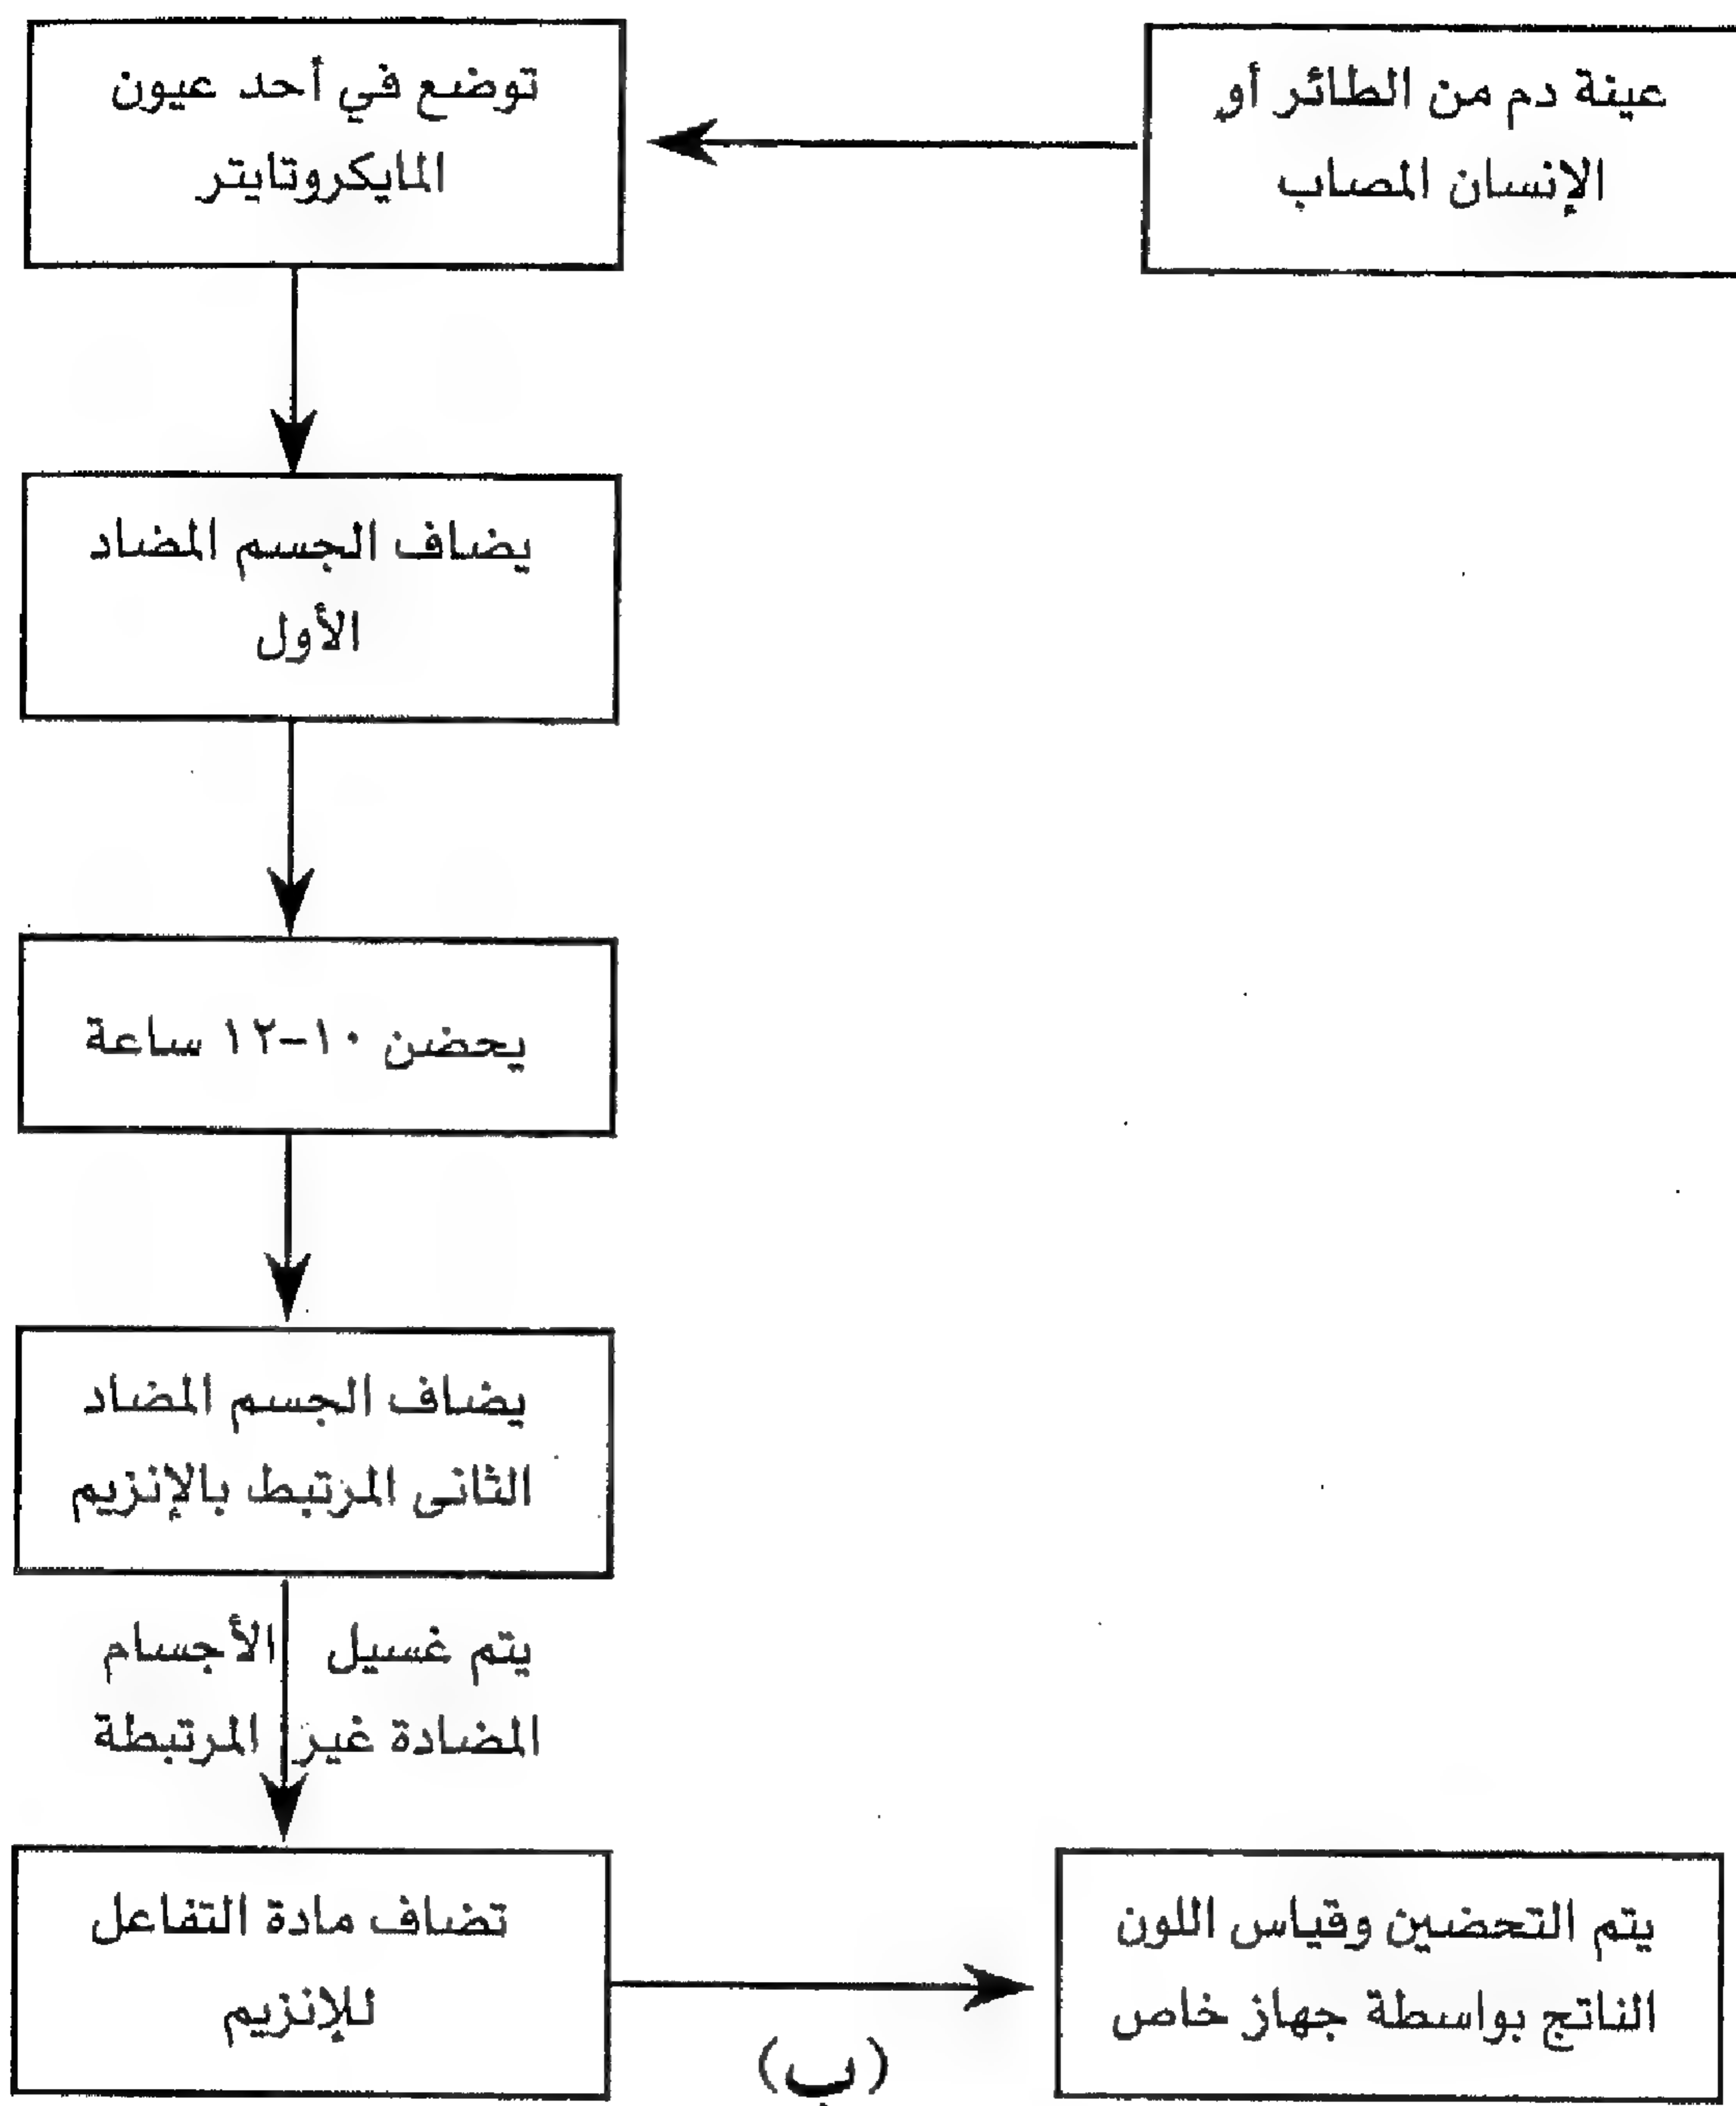 عينة دم من الطائر أو
الإنسان المصاب
توضع في أحد عيون
المايكروتايتر
يضاف الجسم المضاد
الأول
يحضن ١٠-١٢ ساعة
يضاف الجسم المضاد
الثانى المرتبط بالإنزيم
يتم غسيل الأجسام
المضادة غير المرتبطة
تضاف مادة التفاعل
للإنزيم
يتم التحضين وقياس اللون
الناتج بواسطة جهاز خاص
(ب)